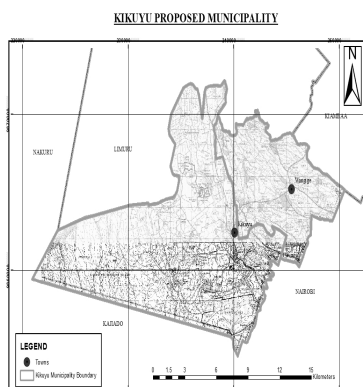 KIKUYU PROPOSED MUNICIPALITY
N
KIAMBAA
NAKURU
LIMURU
Kikuyu
NAIROBI
KAJIADO
LEGEND
Towns
Kikuyu Municipality Boundary
0 1.5 3 6 9 12 15
Kilometers